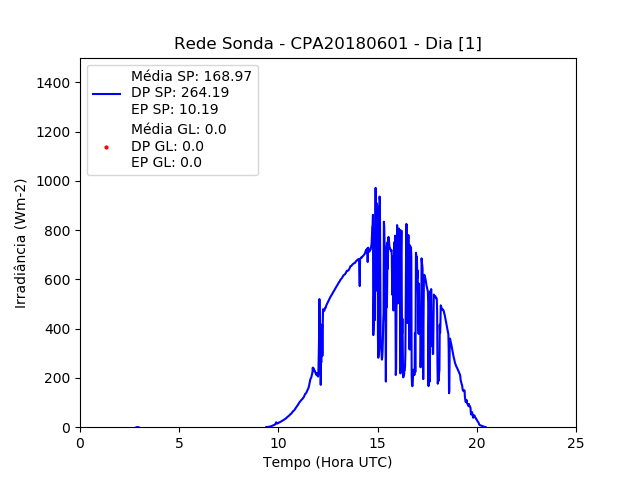 Rede Sonda - CPA20180601 - Dia [1]
Média SP: 168.97
DP SP: 264.19
EP SP: 10.19
Média GL: 0.0
DP GL: 0.0
EP GL: 0.0
Irradiância (Wm-2)
1400
1200
1000
800
600
400
200
0
0 5 10 15 20 25
Tempo (Hora UTC)